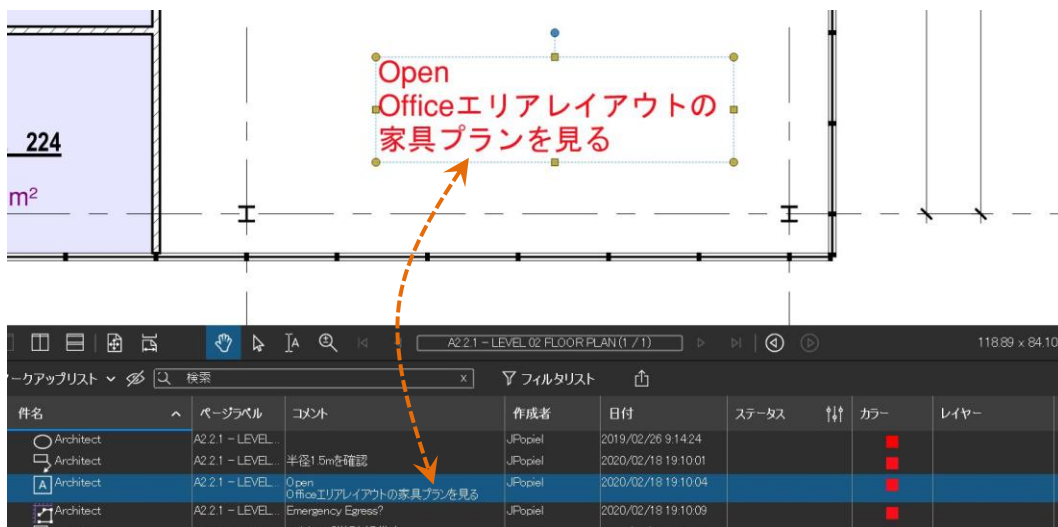 224
m²
Open
Officeエリアレイアウトの
家具プランを見る
A2.2.1 - LEVEL 02 FLOOR PLAN (1 / 1)
118.89 x 84.10
ークアップリスト
検索
x
フィルタリスト
件名 ページラベル コメント 作成者 日付 ステータス カラー レイヤー
Architect A2.2.1 - LEVEL... JPopiel 2019/02/26 9:14:24
Architect A2.2.1 - LEVEL... 半径1.5mを確認 JPopiel 2020/02/18 19:10:01
A Architect A2.2.1 - LEVEL... Open JPopiel 2020/02/18 19:10:04
Officeエリアレイアウトの家具プランを見る
Architect A2.2.1 - LEVEL... Emergency Egress? JPopiel 2020/02/18 19:10:09